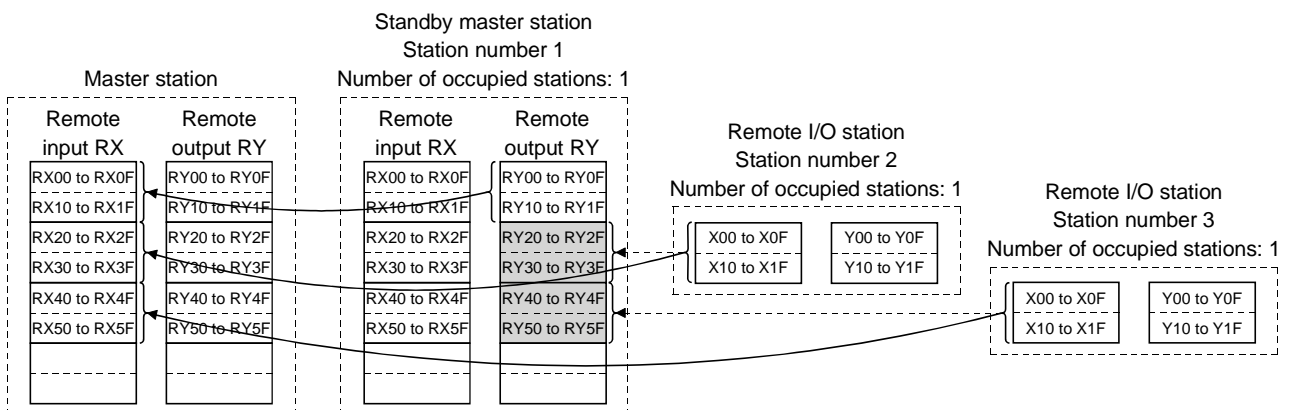 Master station
Remote
input RX
Remote
output RY
RX00 to RX0F
RX10 to RX1F
RX20 to RX2F
RX30 to RX3F
RX40 to RX4F
RX50 to RX5F
RY00 to RY0F
RY10 to RY1F
RY20 to RY2F
RY30 to RY3F
RY40 to RY4F
RY50 to RY5F
Standby master station
Station number 1
Number of occupied stations: 1
Remote
input RX
Remote
output RY
RX00 to RX0F
RX10 to RX1F
RX20 to RX2F
RX30 to RX3F
RX40 to RX4F
RX50 to RX5F
RY00 to RY0F
RY10 to RY1F
RY20 to RY2F
RY30 to RY3F
RY40 to RY4F
RY50 to RY5F
Remote I/O station
Station number 2
Number of occupied stations: 1
X00 to X0F
X10 to X1F
Y00 to Y0F
Y10 to Y1F
Remote I/O station
Station number 3
Number of occupied stations: 1
X00 to X0F
X10 to X1F
Y00 to Y0F
Y10 to Y1F